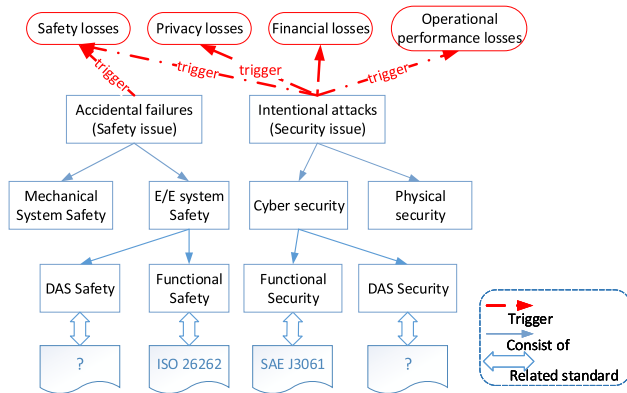 Safety losses
Privacy losses
Financial losses
Operational
performance losses
trigger
trigger
trigger
trigger
Accidental failures
(Safety issue)
Intentional attacks
(Security issue)
Mechanical
System Safety
E/E system
Safety
Cyber security
Physical
security
DAS Safety
Functional
Safety
Functional
Security
DAS Security
?
ISO 26262
SAE J3061
?
Trigger
Consist of
Related standard